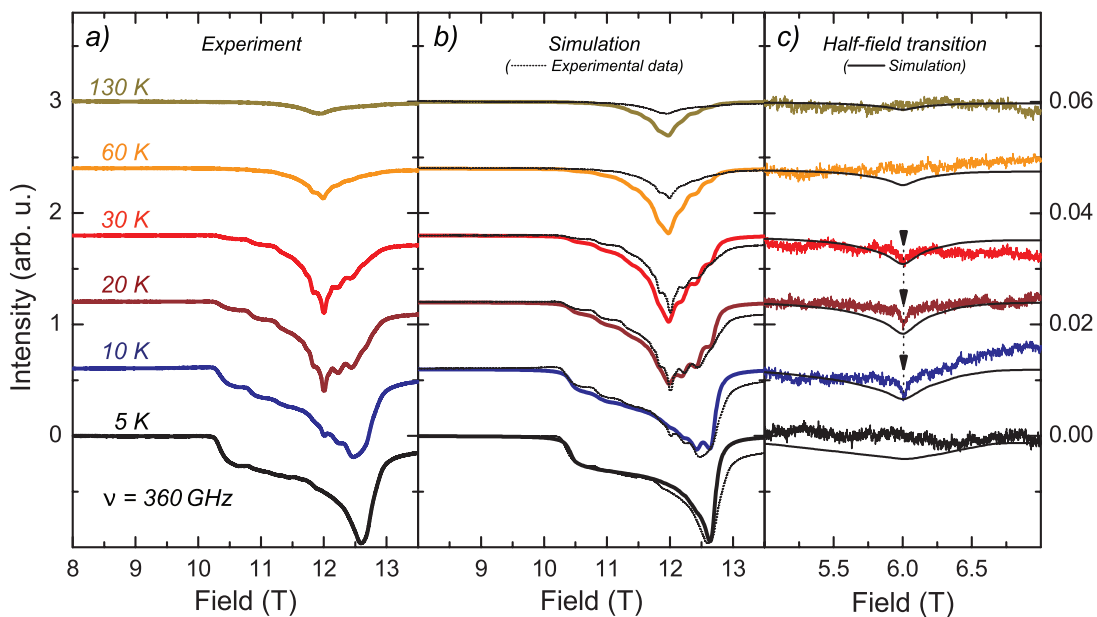 a) Experiment
b) Simulation
(┈┈ Experimental data)
c) Half-field transition
(— Simulation)
130 K
60 K
30 K
20 K
10 K
5 K
ν = 360 GHz
Intensity (arb. u.)
3
2
1
0
0.06
0.04
0.02
0.00
8 9 10 11 12 13
9 10 11 12 13
5.5 6.0 6.5
Field (T)
Field (T)
Field (T)